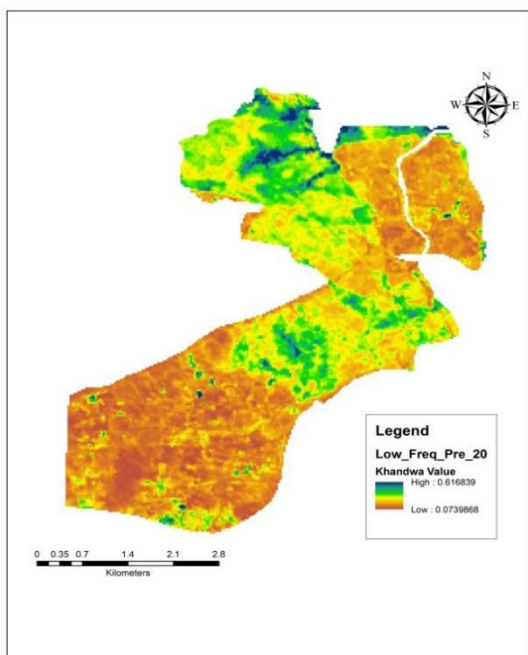 N
W E
S
Legend
Low_Freq_Pre_20
Khandwa Value
High : 0.616839
Low : 0.0739868
0 0.35 0.7 1.4 2.1 2.8
Kilometers